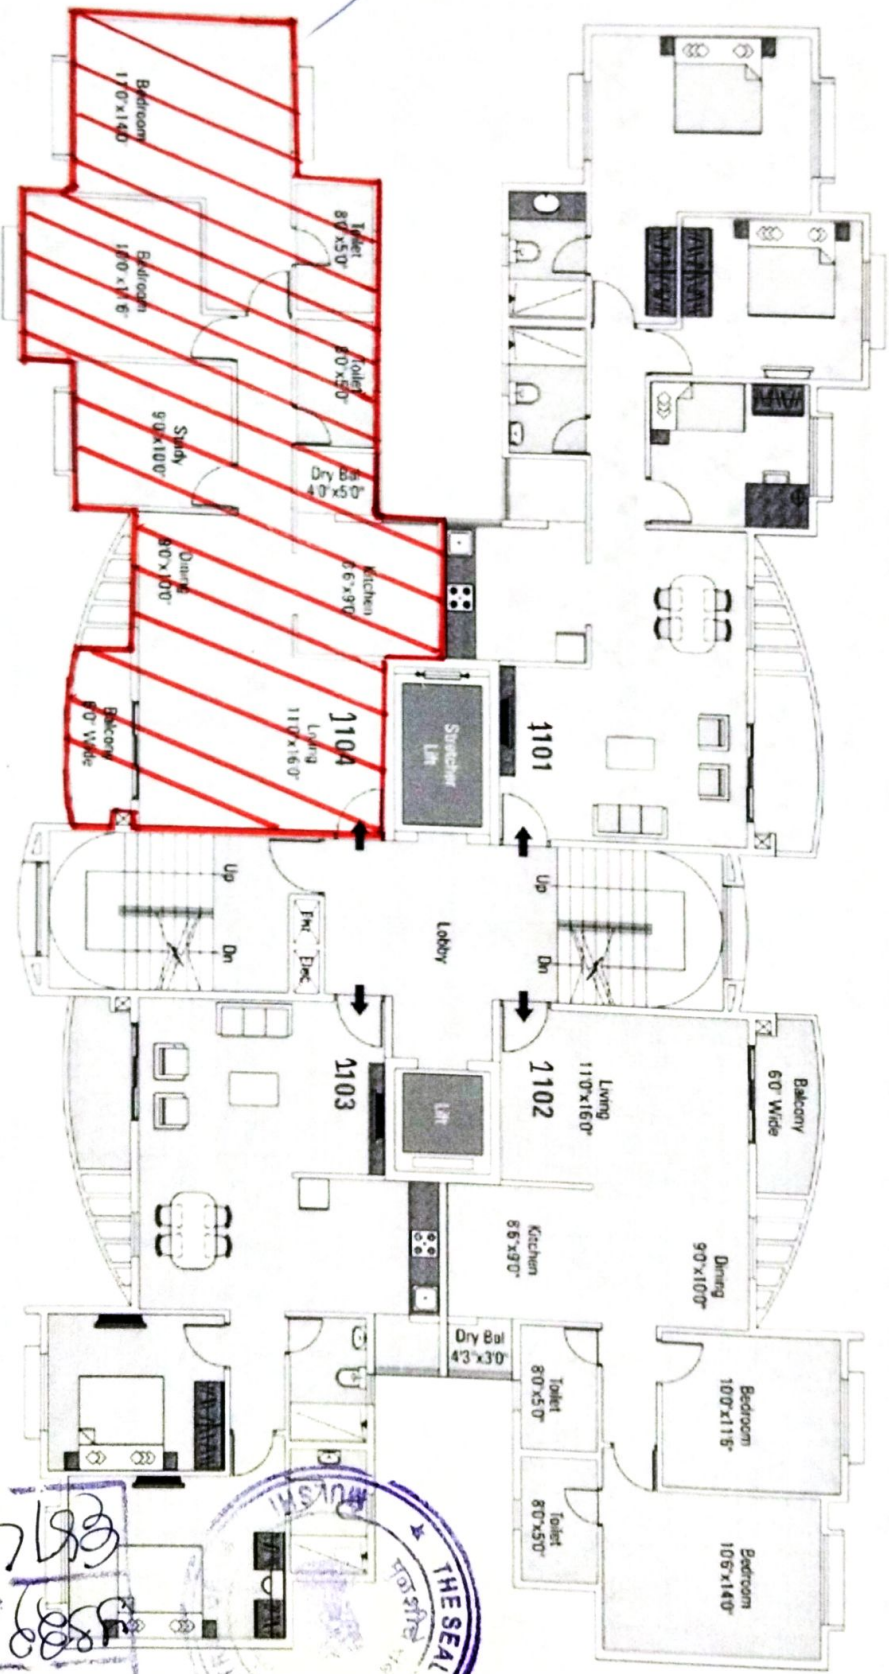 Bedroom
11'0"x14'0"
Bedroom
10'0"x11'6"
Toilet
8'0"x5'0"
Toilet
8'0"x5'0"
Study
9'0"x10'0"
Dry Bal
4'0"x5'0"
Dining
Kitchen
8'6"x9'0"
1104
Living
11'0"x16'0"
Balcony
6'0" Wide
Stretcher
Lift
1101
Up
Dn
Lobby
Up
Dn
Elec
1103
Lift
1102
Living
11'0"x16'0"
Balcony
6'0" Wide
Kitchen
8'6"x9'0"
Dining
9'0"x10'0"
Dry Bal
4'3"x3'0"
Toilet
8'0"x5'0"
Bedroom
10'0"x11'6"
Toilet
8'0"x5'0"
Bedroom
10'6"x14'0"
THE SEAL
MULSHI